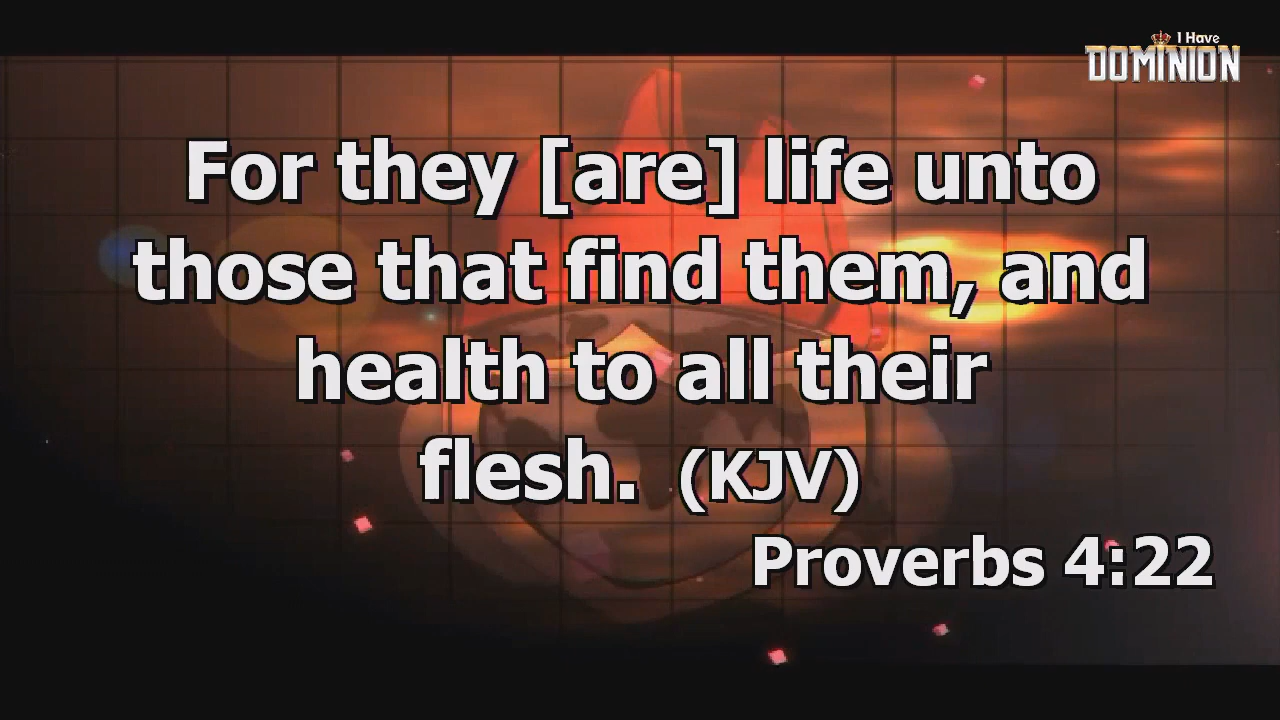 I Have
DOMINION
For they [are] life unto
those that find them, and
health to all their
flesh. (KJV)
Proverbs 4:22